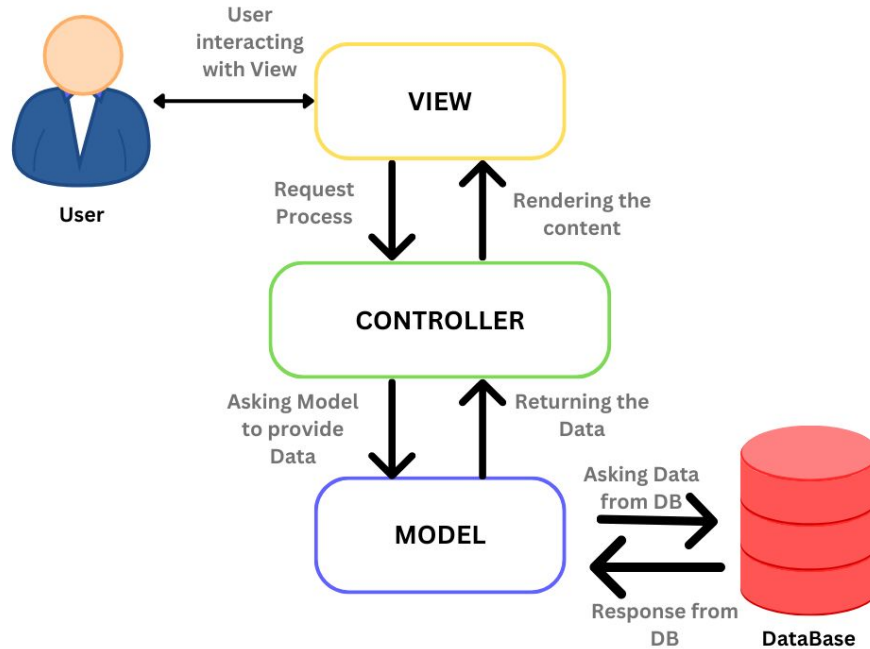 User
interacting
with View
VIEW
User
Request
Process
Rendering the
content
CONTROLLER
Asking Model
to provide
Data
Returning the
Data
MODEL
Asking Data
from DB
Response from
DB
DataBase